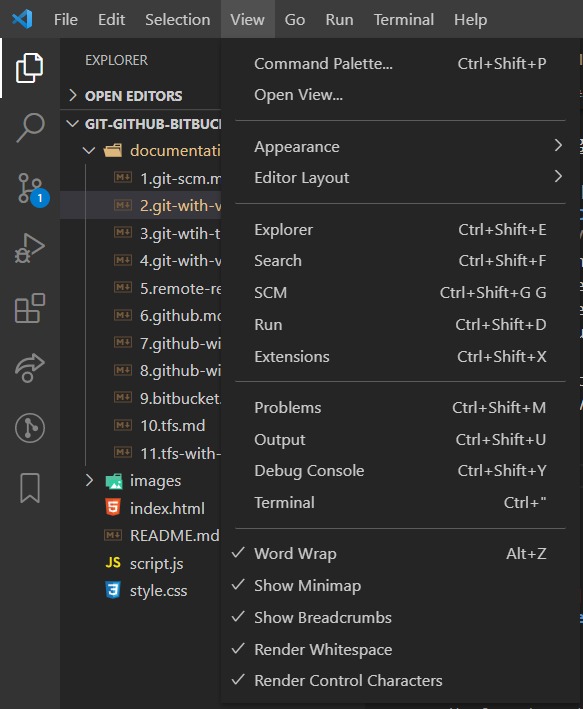 File Edit Selection View Go Run Terminal Help
EXPLORER
OPEN EDITORS
GIT-GITHUB-BITBUC
documentati
1.git-scm.m
2.git-with-v
3.git-wtih-t
4.git-with-v
5.remote-re
6.github.md
7.github-wi
8.github-wi
9.bitbucket.
10.tfs.md
11.tfs-with-
images
index.html
README.md
JS script.js
style.css
1
Command Palette... Ctrl+Shift+P
Open View...
Appearance
Editor Layout
Explorer Ctrl+Shift+E
Search Ctrl+Shift+F
SCM Ctrl+Shift+G G
Run Ctrl+Shift+D
Extensions Ctrl+Shift+X
Problems Ctrl+Shift+M
Output Ctrl+Shift+U
Debug Console Ctrl+Shift+Y
Terminal Ctrl+"
Word Wrap Alt+Z
Show Minimap
Show Breadcrumbs
Render Whitespace
Render Control Characters